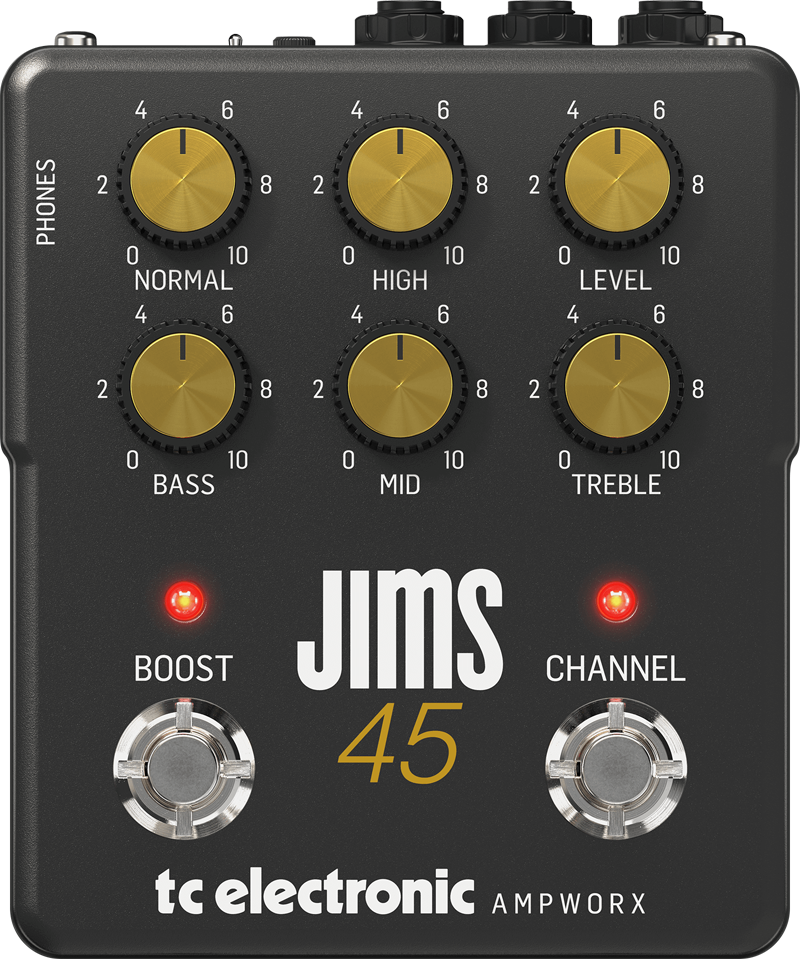 PHONES
4 6 4 6 4 6
2 8 2 8 2 8
0 10 0 10 0 10
NORMAL HIGH LEVEL
4 6 4 6 4 6
2 8 2 8 2 8
0 10 0 10 0 10
BASS MID TREBLE
JIMS
BOOST CHANNEL
45
tc electronic AMPWORX